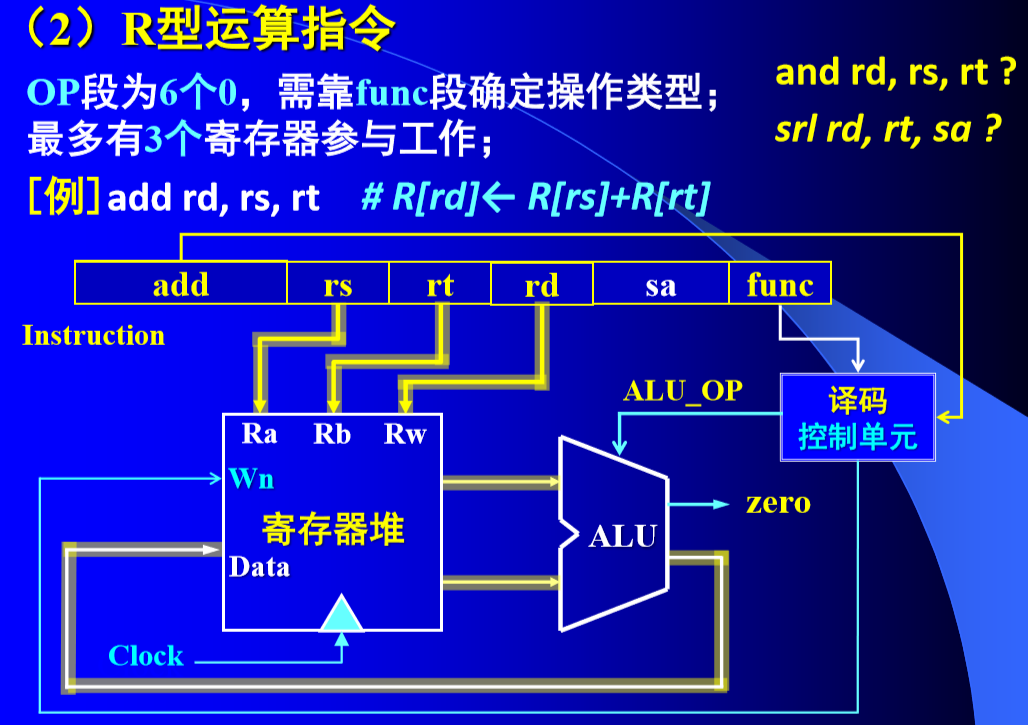 （2）R型运算指令
OP段为6个0，需靠func段确定操作类型；
最多有3个寄存器参与工作；
and rd, rs, rt ?
srl rd, rt, sa ?
[例]add rd, rs, rt # R[rd]← R[rs]+R[rt]
add rs rt rd sa func
Instruction
ALU_OP
译码
控制单元
Ra Rb Rw
Wn
寄存器堆
Data
ALU
zero
Clock